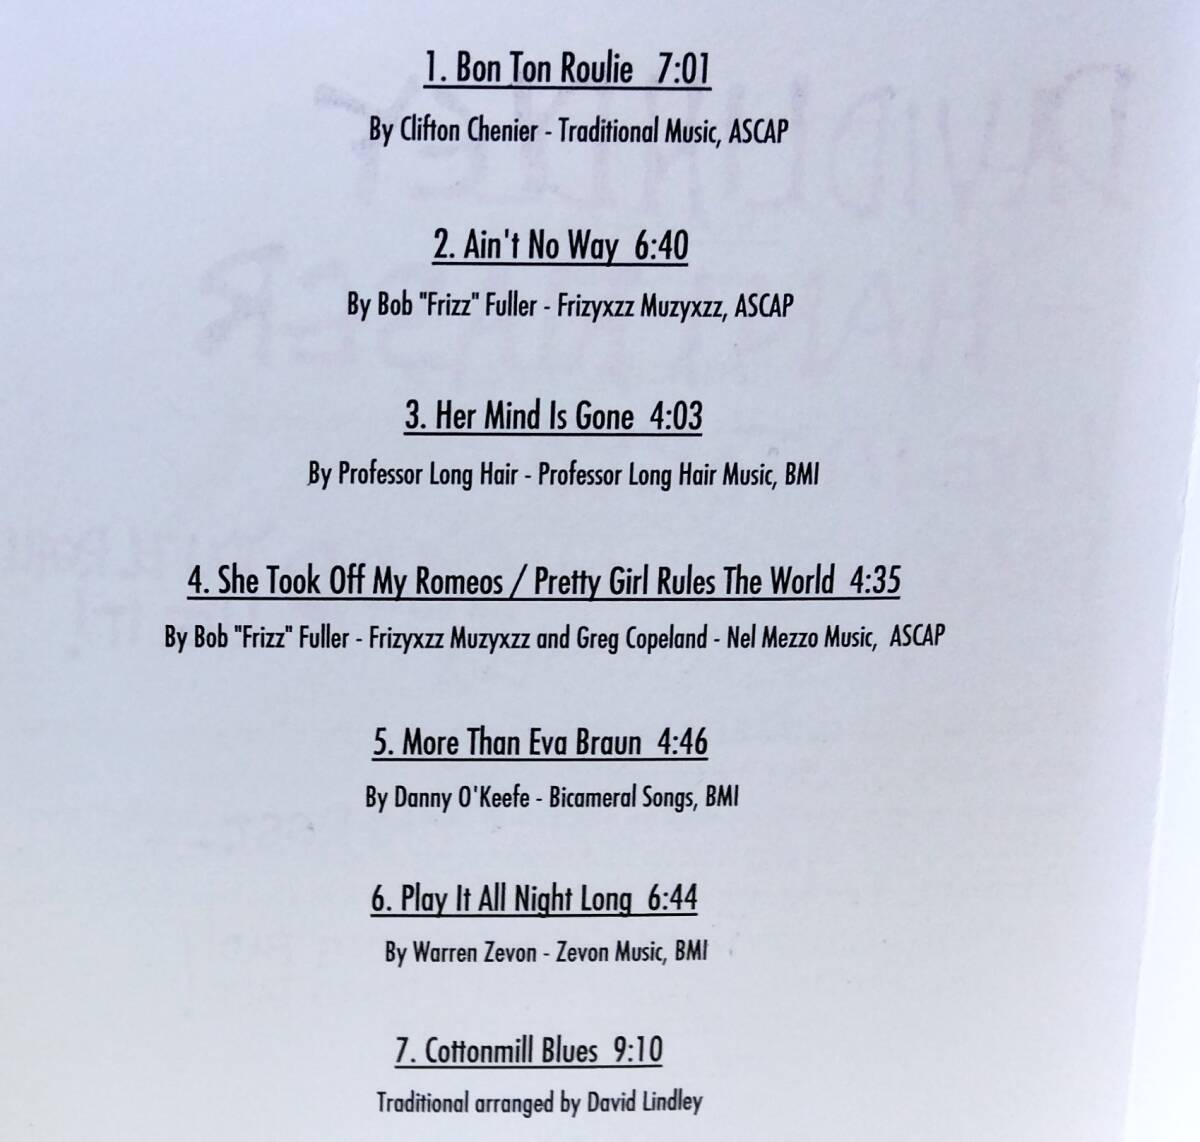 1. Bon Ton Roulie 7:01
By Clifton Chenier - Traditional Music, ASCAP
2. Ain't No Way 6:40
By Bob "Frizz" Fuller - Frizyxzz Muzyxzz, ASCAP
3. Her Mind Is Gone 4:03
By Professor Long Hair - Professor Long Hair Music, BMI
4. She Took Off My Romeos / Pretty Girl Rules The World 4:35
By Bob "Frizz" Fuller - Frizyxzz Muzyxzz and Greg Copeland - Nel Mezzo Music, ASCAP
5. More Than Eva Braun 4:46
By Danny O'Keefe - Bicameral Songs, BMI
6. Play It All Night Long 6:44
By Warren Zevon - Zevon Music, BMI
7. Cottonmill Blues 9:10
Traditional arranged by David Lindley